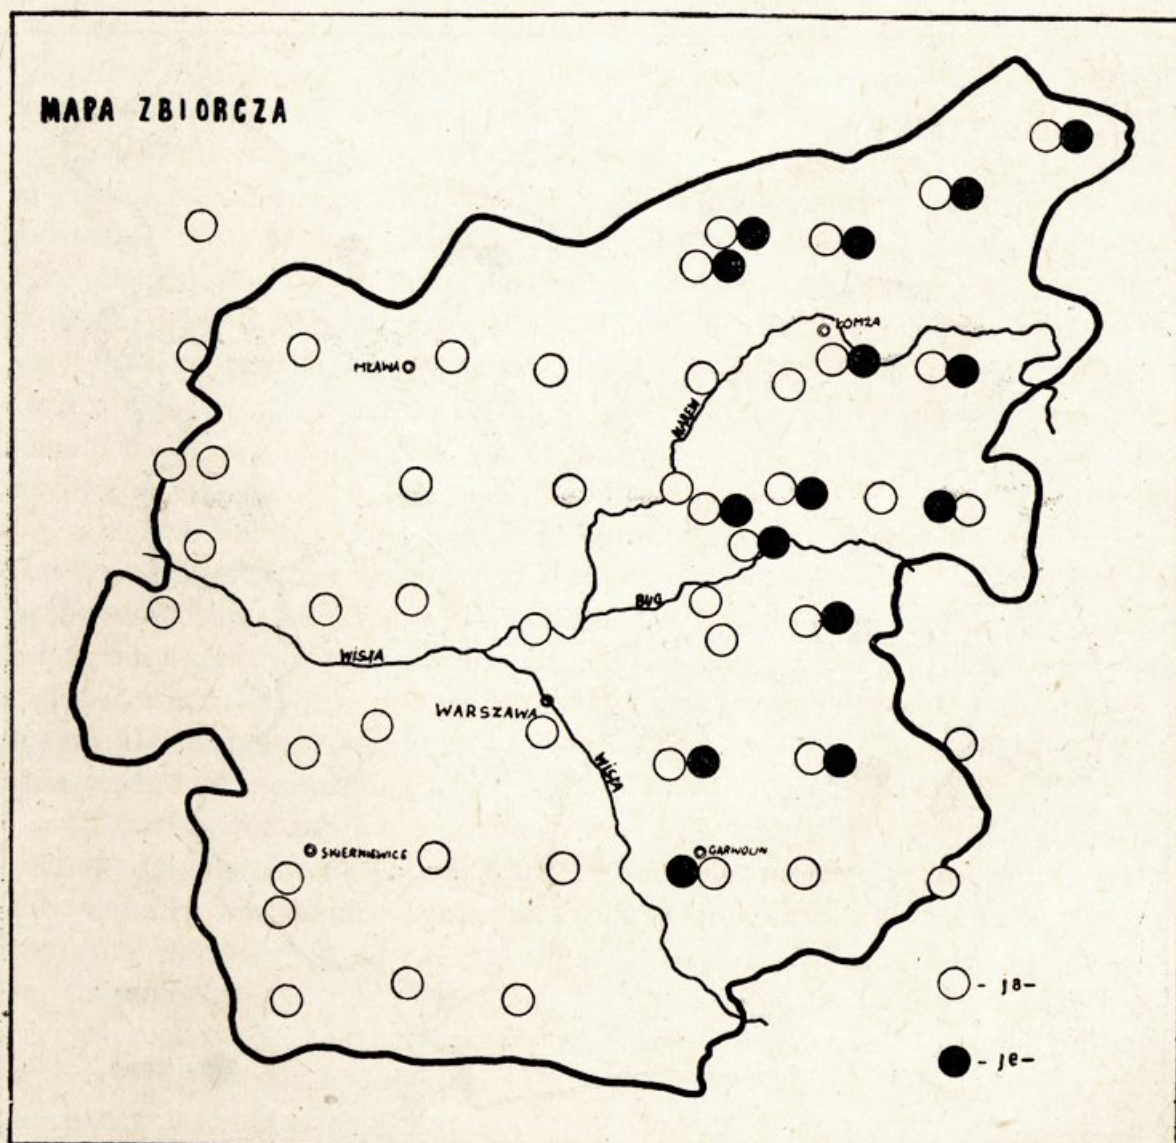 MAPA ZBIORCZA
ŁOMŻA
MŁAWA
NAREW
BUG
WISŁA
WARSZAWA
WISŁA
SKIERNIEWICE
GARWOLIN
- ja-
- je-